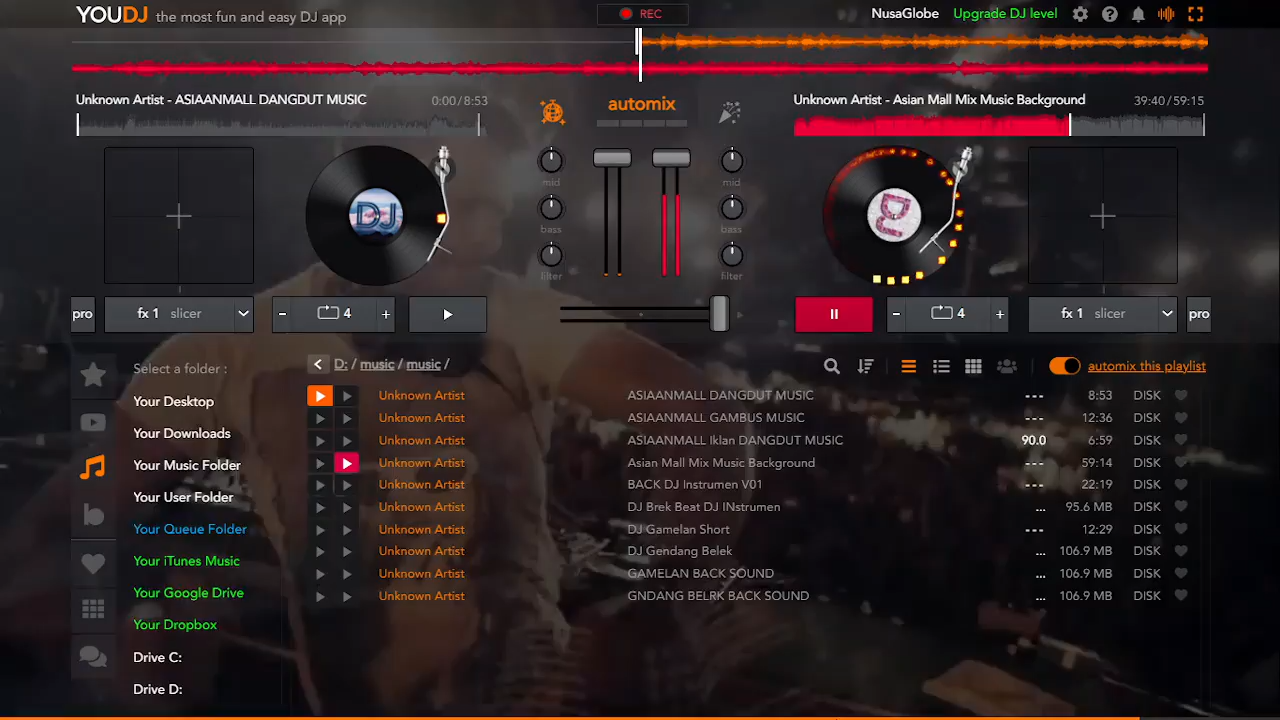 YOUDJ the most fun and easy DJ app
REC
NusaGlobe Upgrade DJ level
Unknown Artist - ASIAANMALL DANGDUT MUSIC 0:00/8:53
automix
Unknown Artist - Asian Mall Mix Music Background 39:40/59:15
mid
bass
filter
mid
bass
filter
DJ
DJ
pro fx 1 slicer - 4 +
- 4 + fx 1 slicer pro
Select a folder :
Your Desktop
Your Downloads
Your Music Folder
Your User Folder
Your Queue Folder
Your iTunes Music
Your Google Drive
Your Dropbox
Drive C:
Drive D:
D: / music / music /
automix this playlist
Unknown Artist ASIAANMALL DANGDUT MUSIC --- 8:53 DISK
Unknown Artist ASIAANMALL GAMBUS MUSIC --- 12:36 DISK
Unknown Artist ASIAANMALL Iklan DANGDUT MUSIC 90.0 6:59 DISK
Unknown Artist Asian Mall Mix Music Background --- 59:14 DISK
Unknown Artist BACK DJ Instrumen V01 --- 22:19 DISK
Unknown Artist DJ Brek Beat DJ INstrumen ... 95.6 MB DISK
Unknown Artist DJ Gamelan Short --- 12:29 DISK
Unknown Artist DJ Gendang Belek ... 106.9 MB DISK
Unknown Artist GAMELAN BACK SOUND ... 106.9 MB DISK
Unknown Artist GNDANG BELRK BACK SOUND ... 106.9 MB DISK